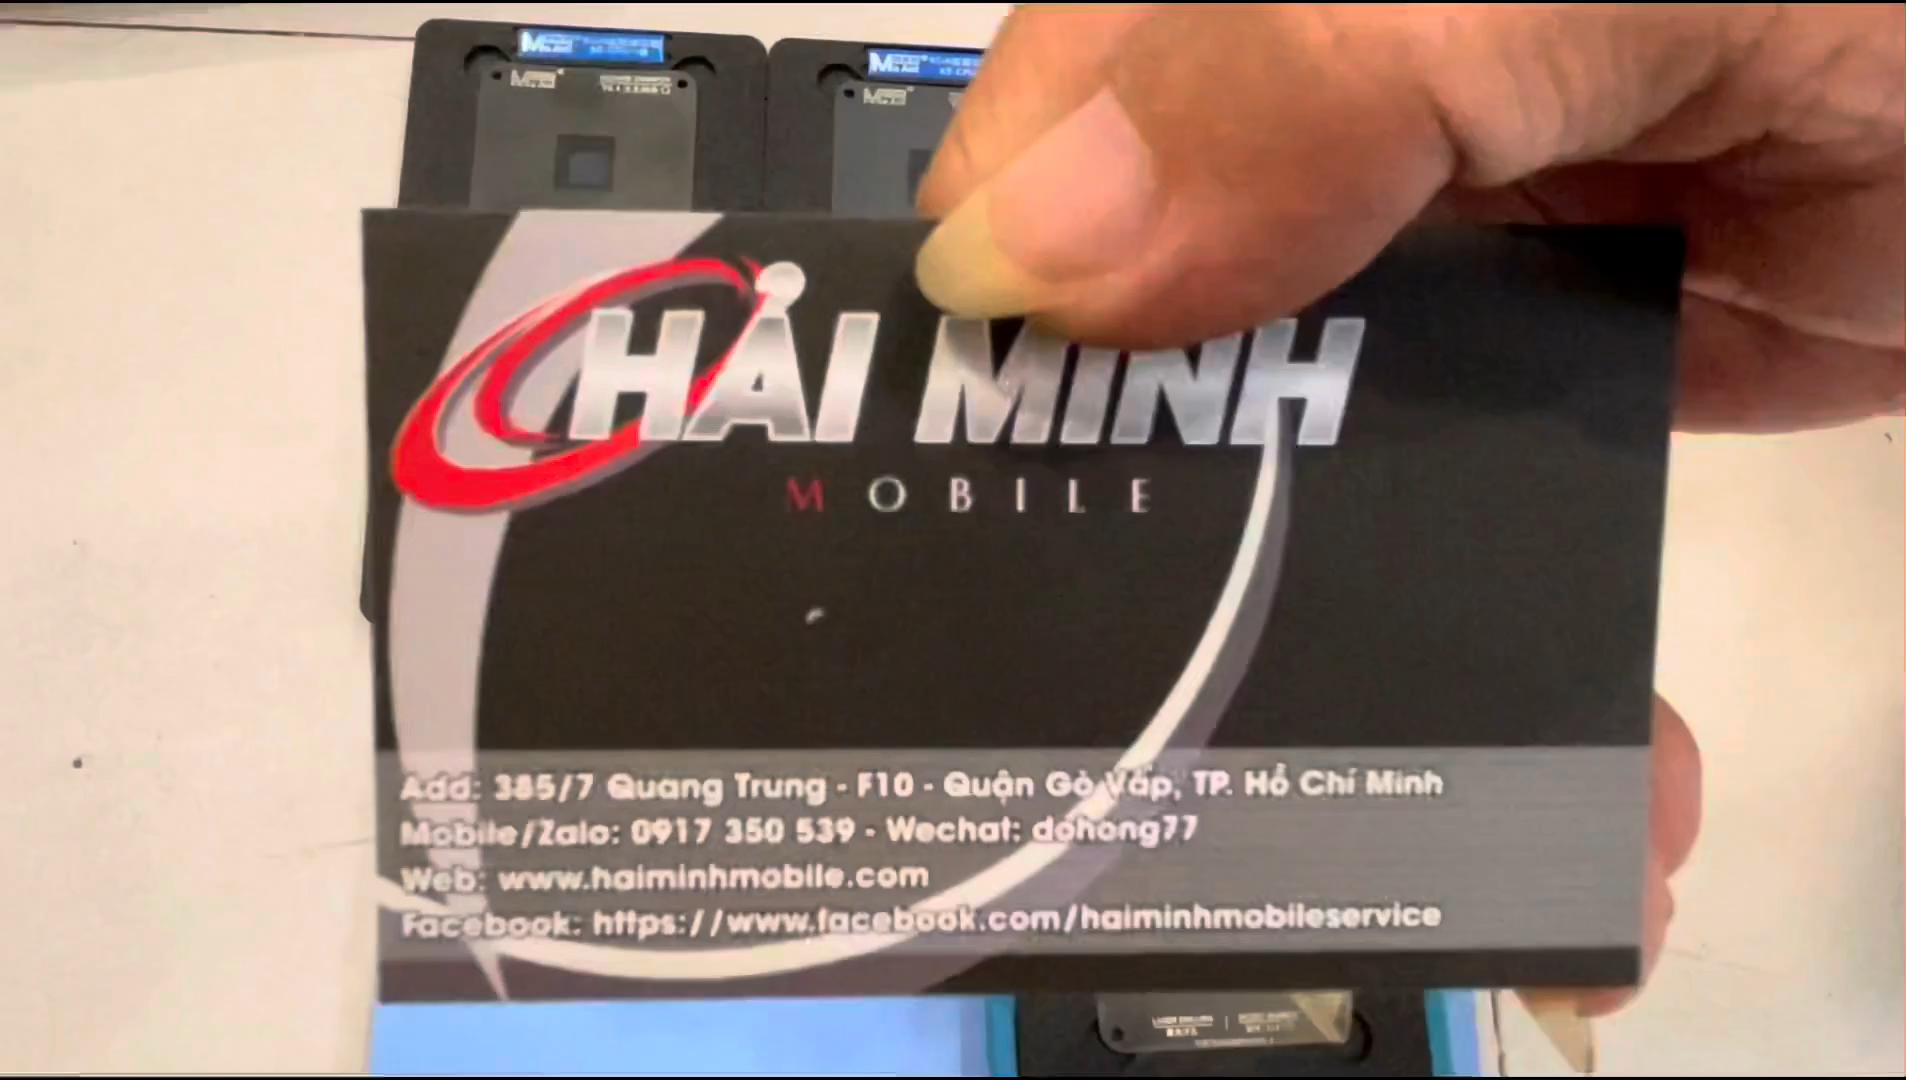 HẢI MINH
MOBILE
Add: 385/7 Quang Trung - F10 - Quận Gò Vấp, TP. Hồ Chí Minh
Mobile/Zalo: 0917 350 539 - Wechat: dohong77
Web: www.haiminhmobile.com
Facebook: https://www.facebook.com/haiminhmobileservice